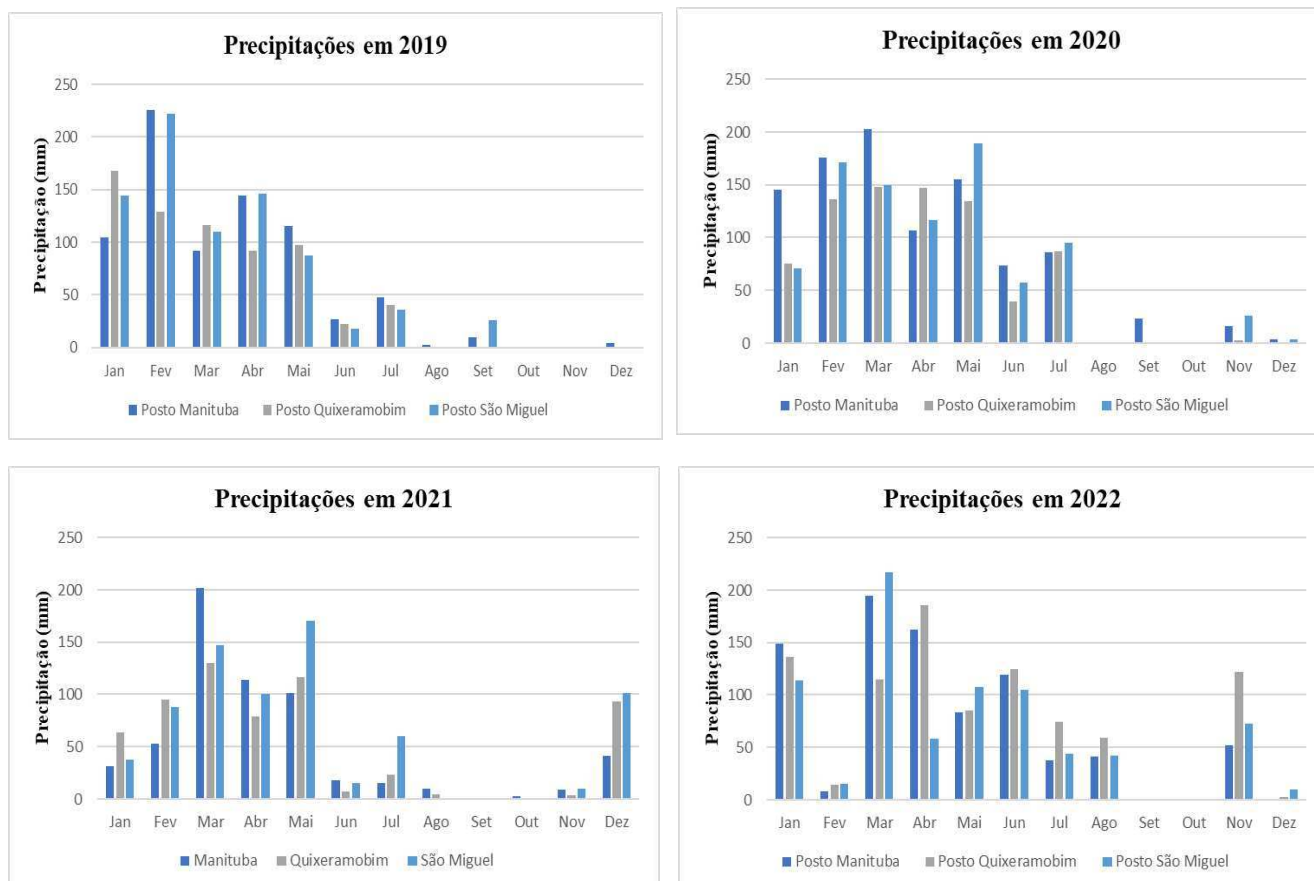 Precipitações em 2019
Precipitação (mm)
250
200
150
100
50
0
Jan Fev Mar Abr Mai Jun Jul Ago Set Out Nov Dez
Posto Manituba Posto Quixeramobim Posto São Miguel
Precipitações em 2020
Precipitação (mm)
250
200
150
100
50
0
Jan Fev Mar Abr Mai Jun Jul Ago Set Out Nov Dez
Posto Manituba Posto Quixeramobim Posto São Miguel
Precipitações em 2021
Precipitação (mm)
250
200
150
100
50
0
Jan Fev Mar Abr Mai Jun Jul Ago Set Out Nov Dez
Manituba Quixeramobim São Miguel
Precipitações em 2022
Precipitação (mm)
250
200
150
100
50
0
Jan Fev Mar Abr Mai Jun Jul Ago Set Out Nov Dez
Posto Manituba Posto Quixeramobim Posto São Miguel